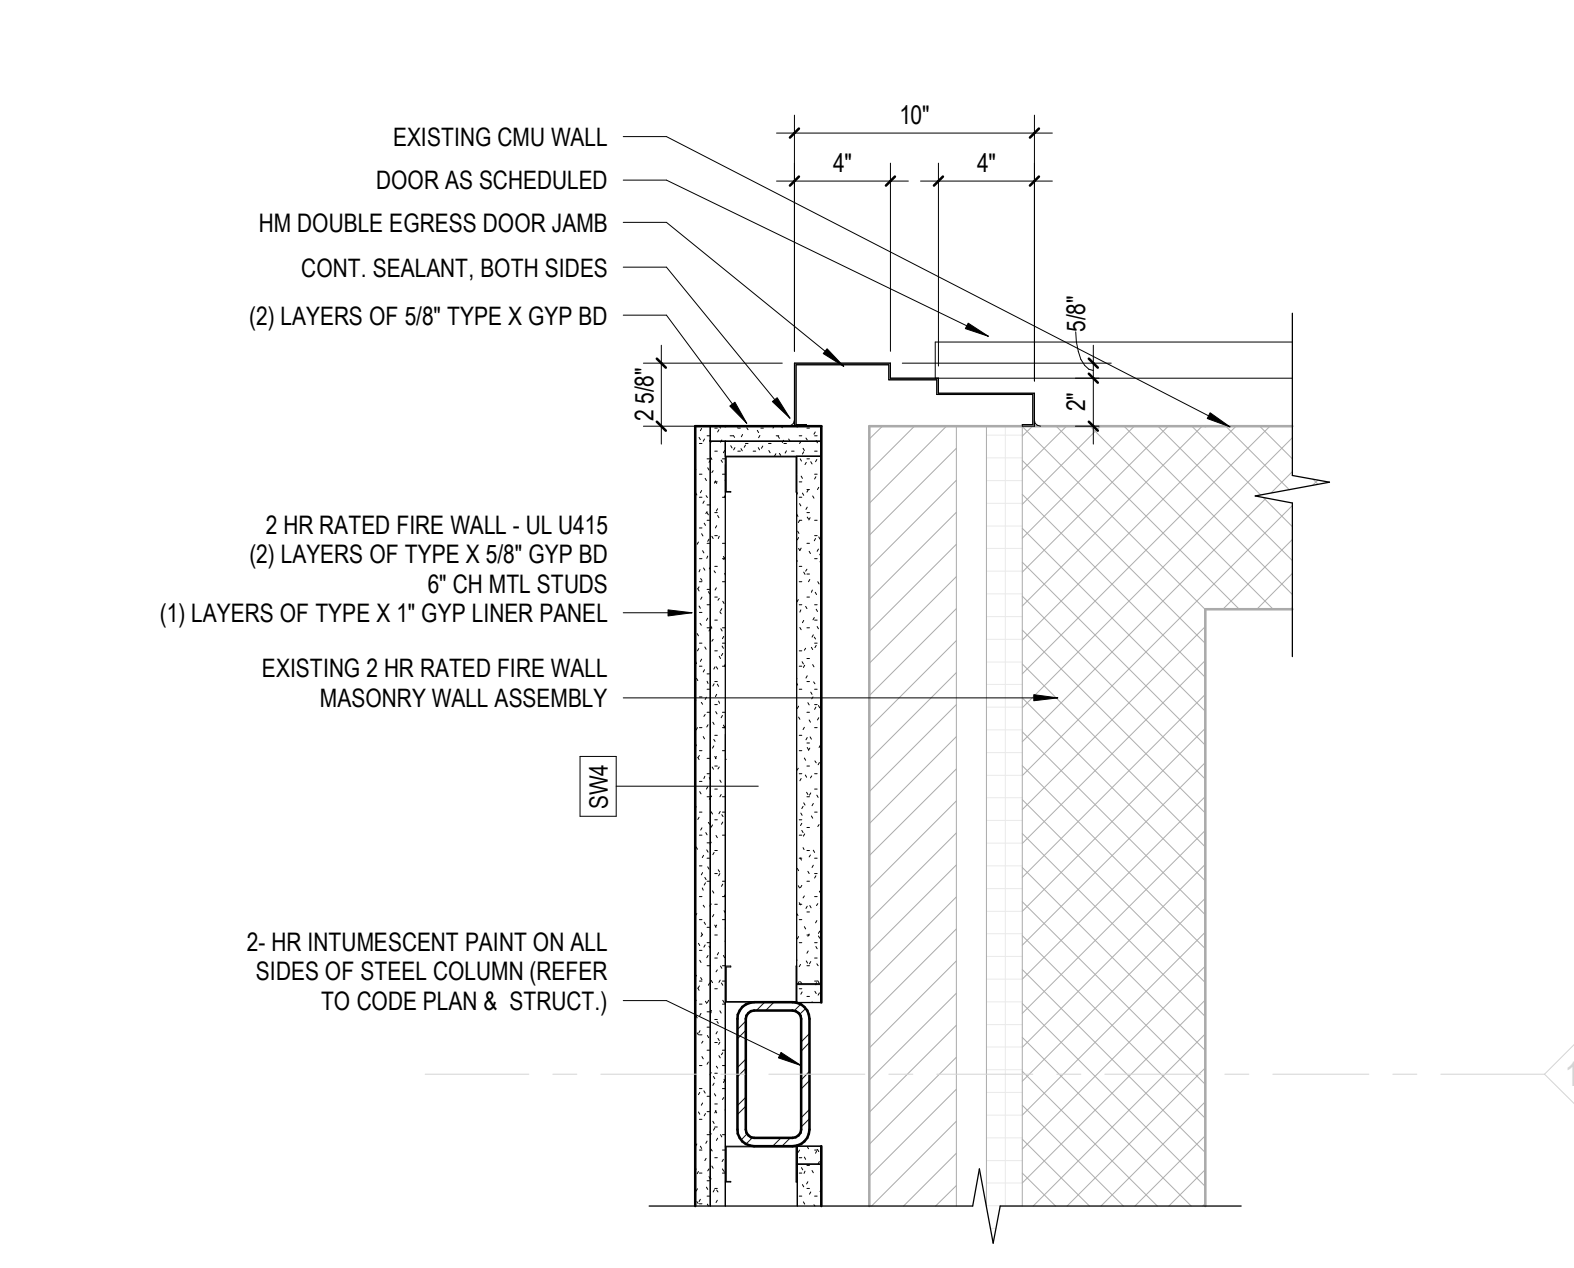 10"
EXISTING CMU WALL
4"
4"
DOOR AS SCHEDULED
HM DOUBLE EGRESS DOOR JAMB
CONT. SEALANT, BOTH SIDES
(2) LAYERS OF 5/8" TYPE X GYP BD
5/8"
2 5/8"
2"
2 HR RATED FIRE WALL - UL U415
(2) LAYERS OF TYPE X 5/8" GYP BD
6" CH MTL STUDS
(1) LAYERS OF TYPE X 1" GYP LINER PANEL
EXISTING 2 HR RATED FIRE WALL
MASONRY WALL ASSEMBLY
SW4
2- HR INTUMESCENT PAINT ON ALL
SIDES OF STEEL COLUMN (REFER
TO CODE PLAN & STRUCT.)